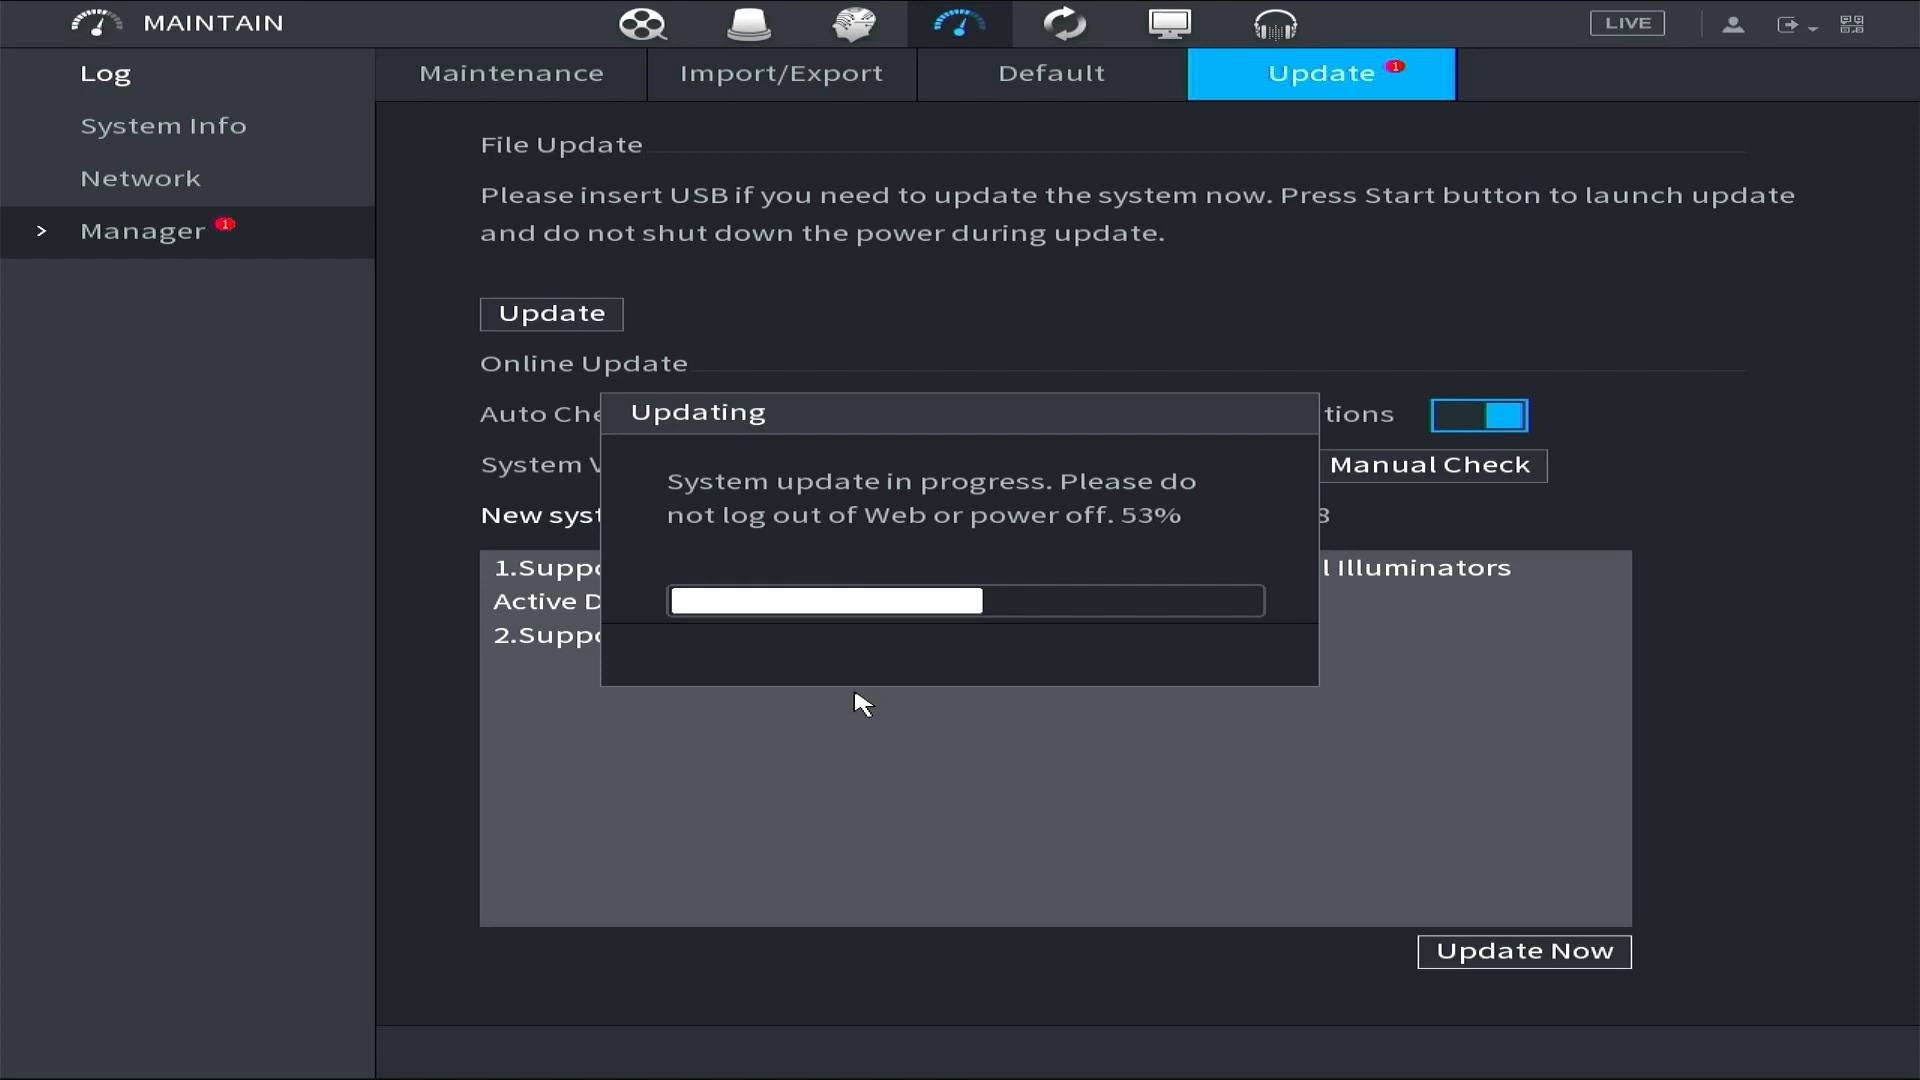 MAINTAIN
LIVE
Log
Maintenance
Import/Export
Default
Update 1
System Info
Network
Manager 1
File Update
Please insert USB if you need to update the system now. Press Start button to launch update
and do not shut down the power during update.
Update
Online Update
Auto Che
tions
System V
Manual Check
New syst
8
1.Suppo
l Illuminators
Active D
2.Suppo
Updating
System update in progress. Please do
not log out of Web or power off. 53%
Update Now